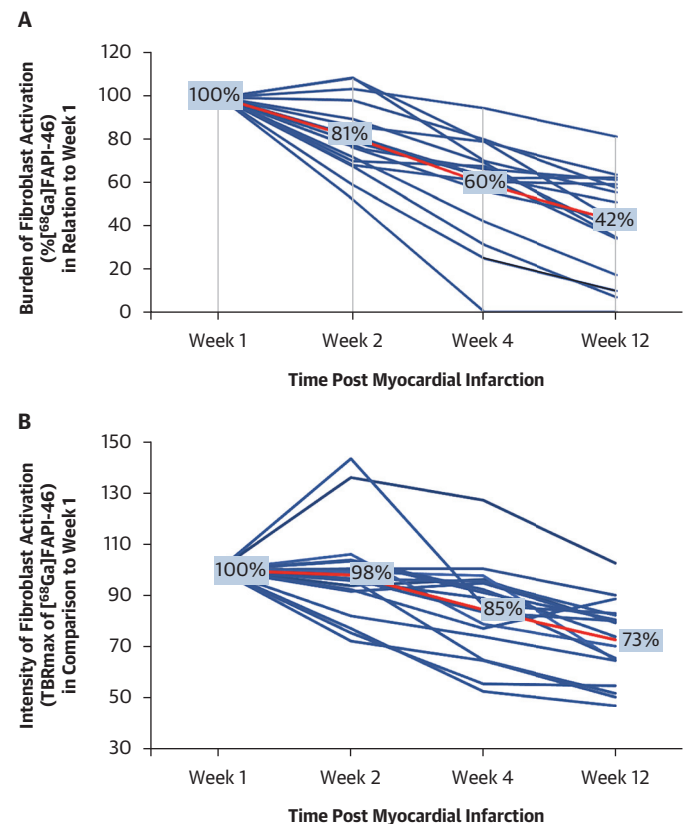 A
Burden of Fibroblast Activation
(%[⁶⁸Ga]FAPI-46)
in Relation to Week 1
120
100
80
60
40
20
0
100%
81%
60%
42%
Week 1 Week 2 Week 4 Week 12
Time Post Myocardial Infarction
B
Intensity of Fibroblast Activation
(TBRmax of [⁶⁸Ga]FAPI-46)
in Comparison to Week 1
150
130
110
90
70
50
30
100%
98%
85%
73%
Week 1 Week 2 Week 4 Week 12
Time Post Myocardial Infarction